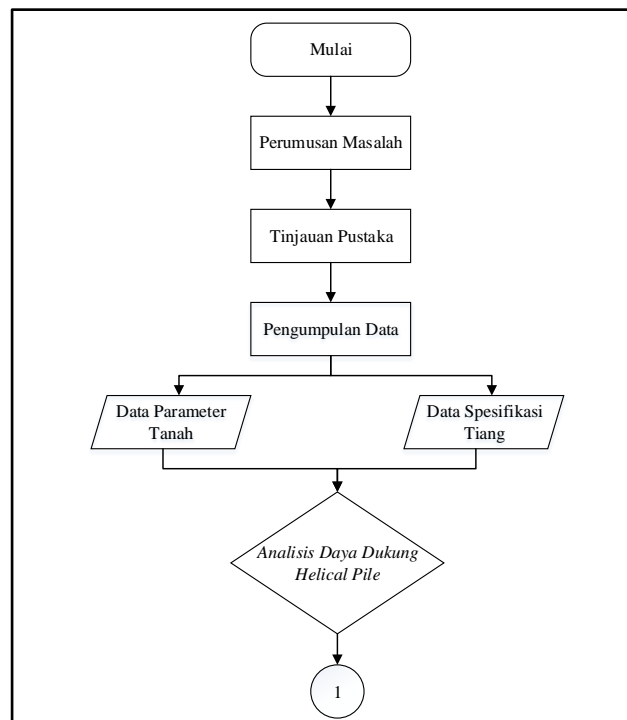 Mulai
Perumusan Masalah
Tinjauan Pustaka
Pengumpulan Data
Data Parameter
Tanah
Data Spesifikasi
Tiang
Analisis Daya Dukung
Helical Pile
1